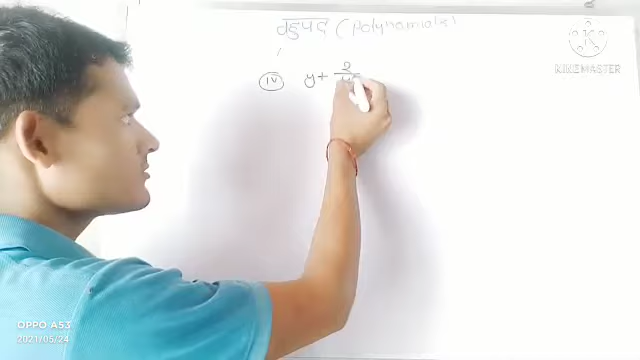 बहुपद (Polynomials)
(iv) y + 2/y
K
KINEMASTER
OPPO A53
2021/05/24